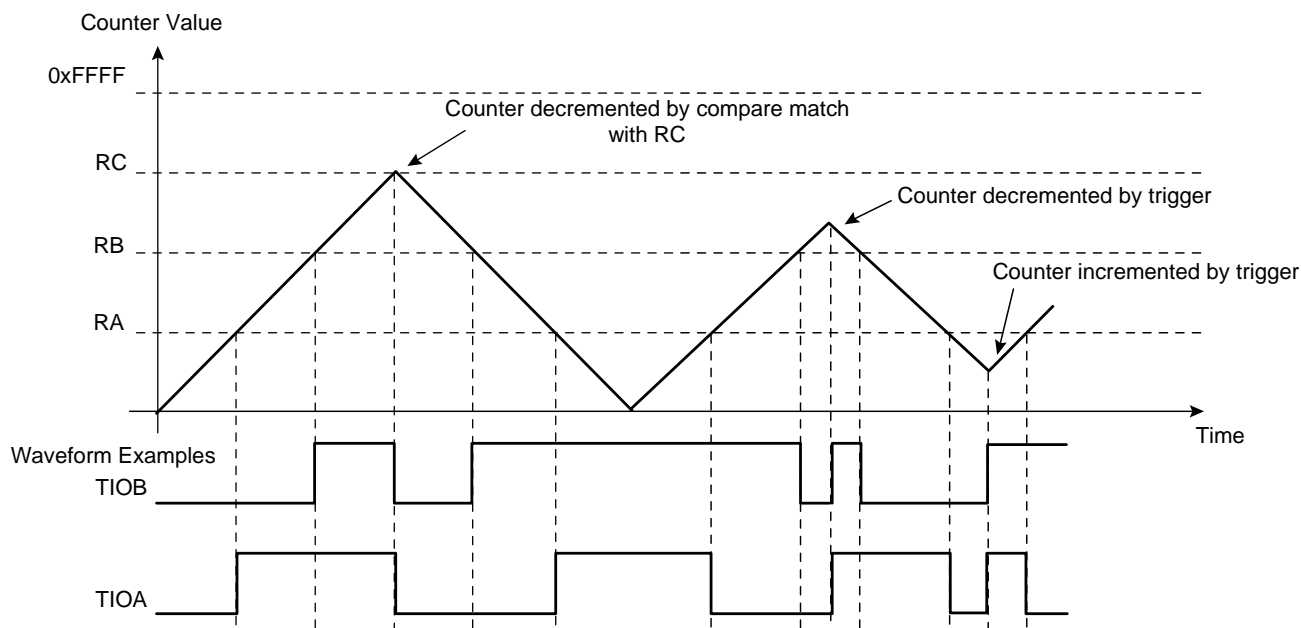 Counter Value
0xFFFF
Counter decremented by compare match
with RC
RC
Counter decremented by trigger
RB
Counter incremented by trigger
RA
Time
Waveform Examples
TIOB
TIOA